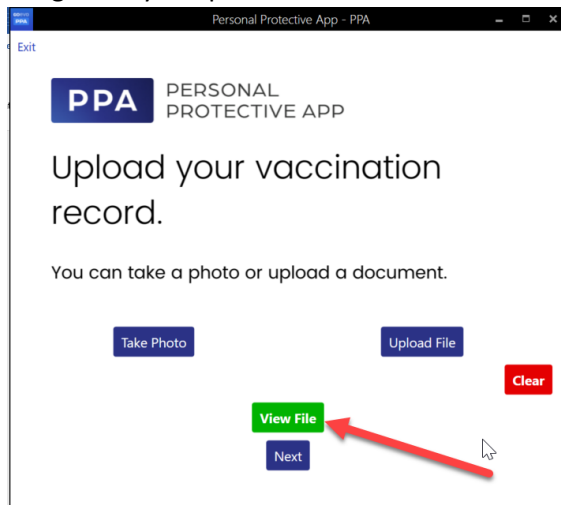 PPA
Personal Protective App - PPA
Exit
PPA
PERSONAL
PROTECTIVE APP
Upload your vaccination
record.
You can take a photo or upload a document.
Take Photo
Upload File
Clear
View File
Next